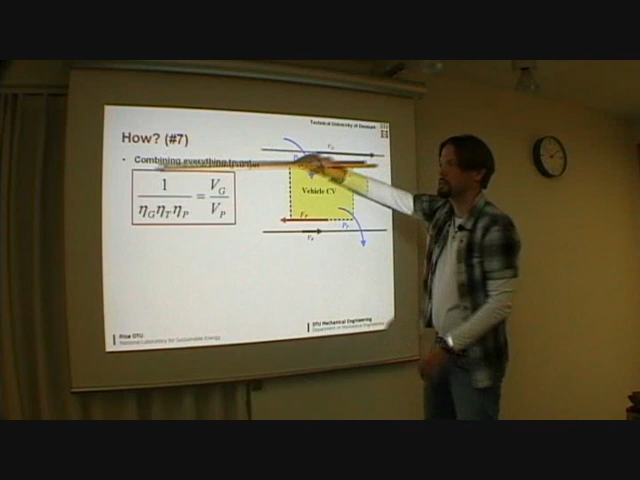 Technical University of Denmark
How? (#7)
• Combining everything
1 / η_G η_T η_P = V_G / V_P
Vehicle CV
Risø DTU
National Laboratory for Sustainable Energy
DTU Mechanical Engineering
Department of Mechanical Engineering